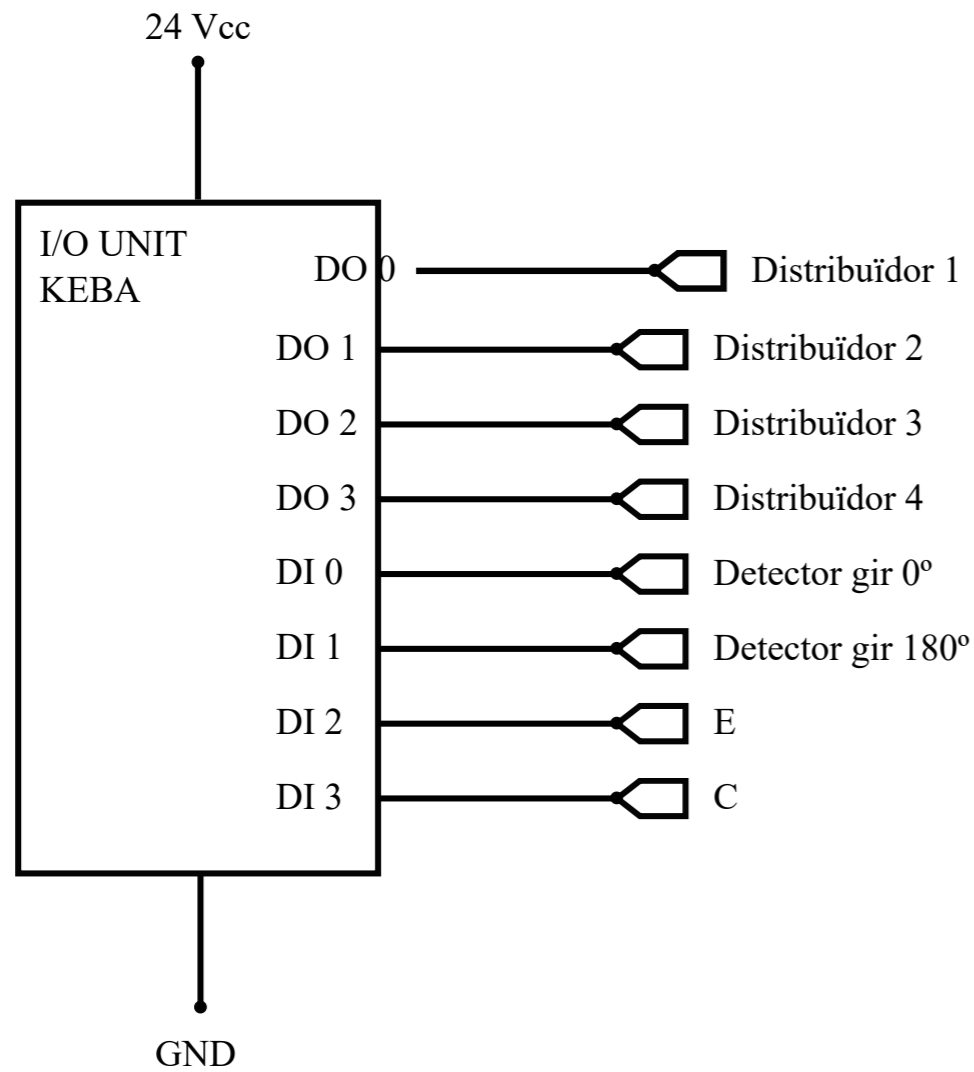 24 Vcc
I/O UNIT
KEBA
DO 0 Distribuïdor 1
DO 1 Distribuïdor 2
DO 2 Distribuïdor 3
DO 3 Distribuïdor 4
DI 0 Detector gir 0º
DI 1 Detector gir 180º
DI 2 E
DI 3 C
GND